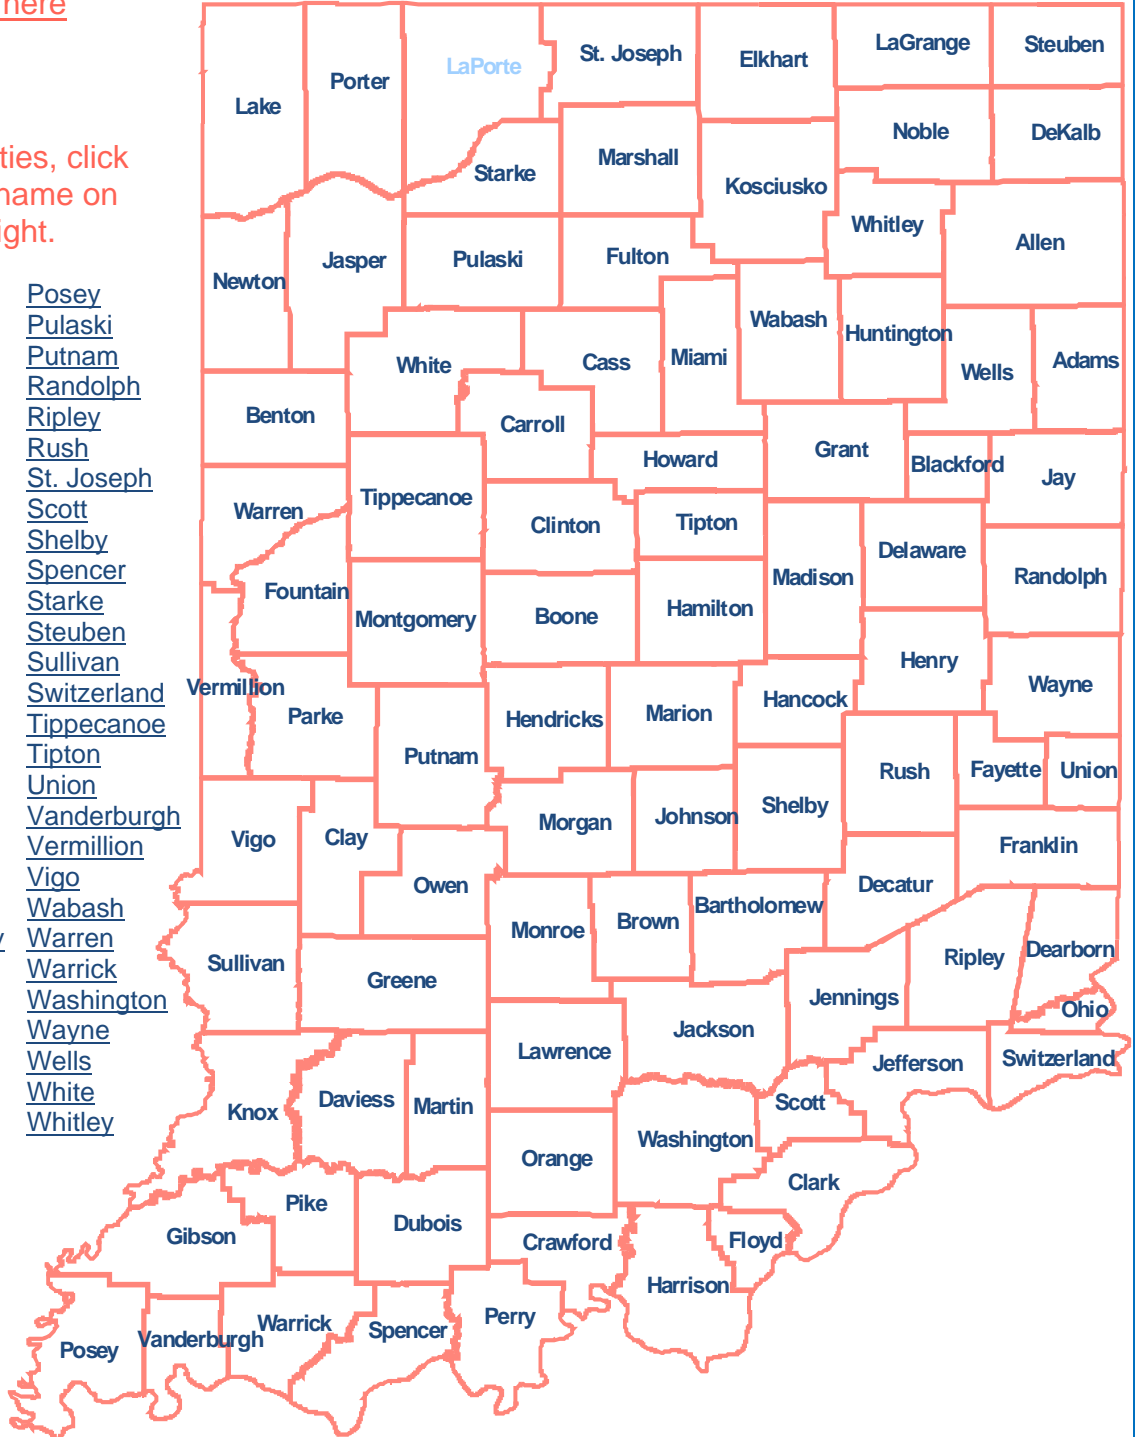 here
ties, click
name on
ight.
Posey
Pulaski
Putnam
Randolph
Ripley
Rush
St. Joseph
Scott
Shelby
Spencer
Starke
Steuben
Sullivan
Switzerland
Tippecanoe
Tipton
Union
Vanderburgh
Vermillion
Vigo
Wabash
y Warren
Warrick
Washington
Wayne
Wells
White
Whitley
Lake
Porter
LaPorte
St. Joseph
Elkhart
LaGrange
Steuben
Noble
DeKalb
Starke
Marshall
Kosciusko
Whitley
Allen
Newton
Jasper
Pulaski
Fulton
Wabash
Huntington
White
Cass
Miami
Wells
Adams
Benton
Carroll
Howard
Grant
Blackford
Jay
Warren
Tippecanoe
Clinton
Tipton
Delaware
Madison
Randolph
Fountain
Montgomery
Boone
Hamilton
Henry
Wayne
Vermillion
Parke
Hendricks
Marion
Hancock
Putnam
Rush
Fayette
Union
Vigo
Clay
Morgan
Johnson
Shelby
Franklin
Owen
Decatur
Monroe
Brown
Bartholomew
Ripley
Dearborn
Sullivan
Greene
Jennings
Ohio
Lawrence
Jackson
Jefferson
Switzerland
Knox
Daviess
Martin
Scott
Washington
Orange
Clark
Pike
Dubois
Gibson
Crawford
Floyd
Harrison
Posey
Vanderburgh
Warrick
Spencer
Perry